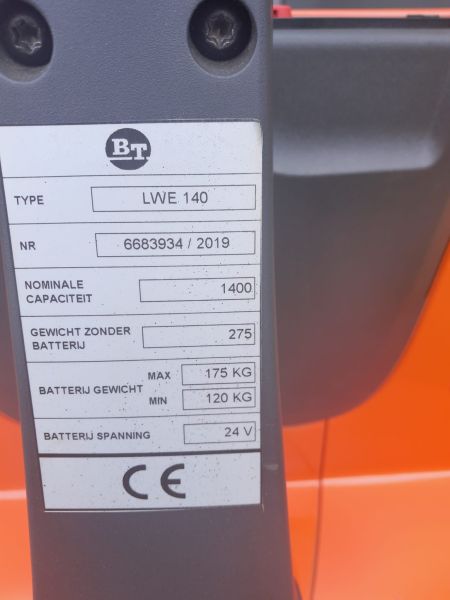 BT
TYPE LWE 140
NR 6683934 / 2019
NOMINALE
CAPACITEIT 1400
GEWICHT ZONDER
BATTERIJ 275
BATTERIJ GEWICHT MAX 175 KG
MIN 120 KG
BATTERIJ SPANNING 24 V
CE